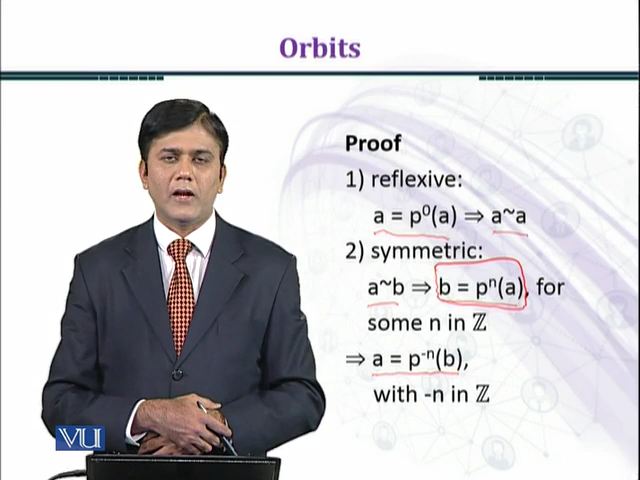 Orbits
Proof
1) reflexive:
a = p⁰(a) ⇒ a~a
2) symmetric:
a~b ⇒ b = pⁿ(a), for
some n in ℤ
⇒ a = p⁻ⁿ(b),
with -n in ℤ
VU